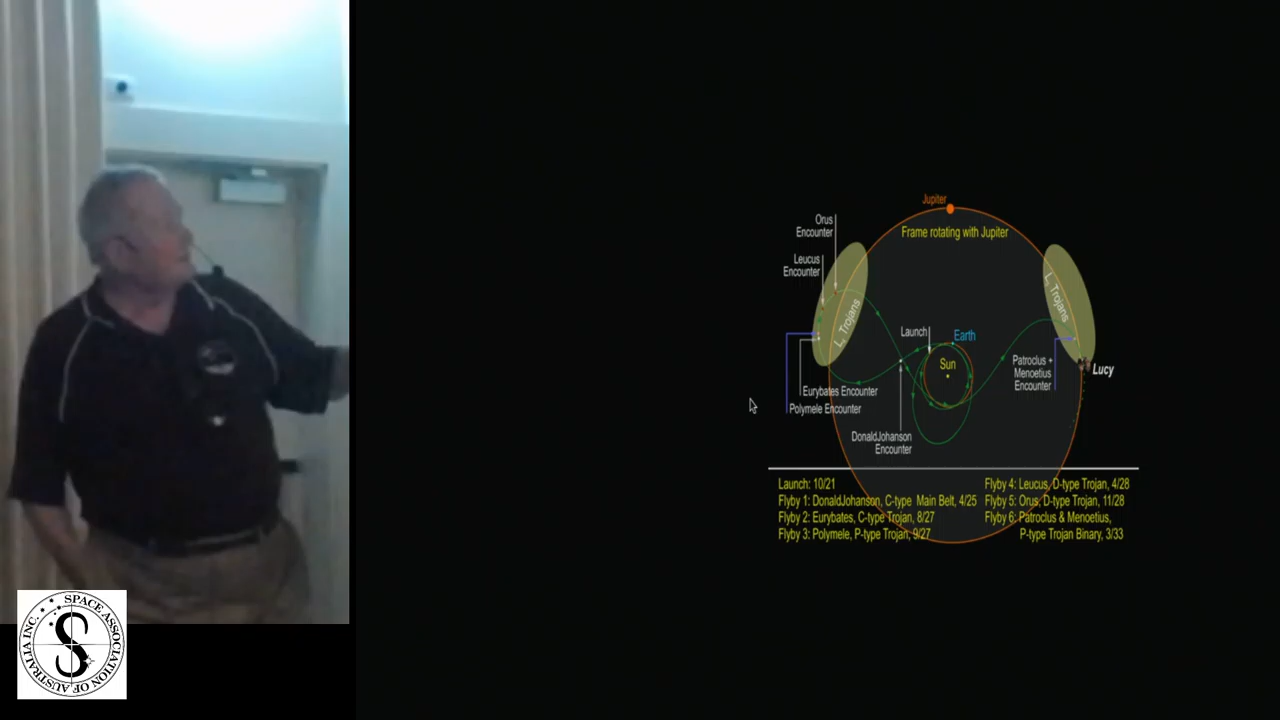 Jupiter
Frame rotating with Jupiter
Orus
Encounter
Leucus
Encounter
L Trojans
L Trojans
Launch
Earth
Sun
Patroclus +
Menoetius
Encounter
Lucy
Eurybates Encounter
Polymele Encounter
DonaldJohanson
Encounter
Launch: 10/21
Flyby 1: DonaldJohanson, C-type Main Belt, 4/25
Flyby 2: Eurybates, C-type Trojan, 8/27
Flyby 3: Polymele, P-type Trojan, 9/27
Flyby 4: Leucus, D-type Trojan, 4/28
Flyby 5: Orus, D-type Trojan, 11/28
Flyby 6: Patroclus & Menoetius,
P-type Trojan Binary, 3/33
SPACE ASSOCIATION OF AUSTRALIA INC.
S